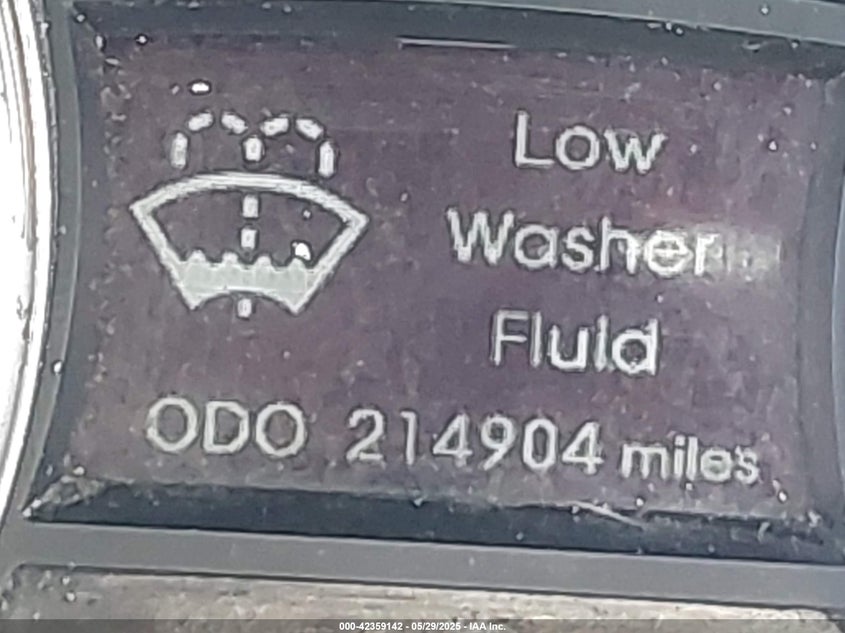 Low
Washer
Fluid
ODO 214904 miles
000-42359142 - 05/29/2025 - IAA Inc.